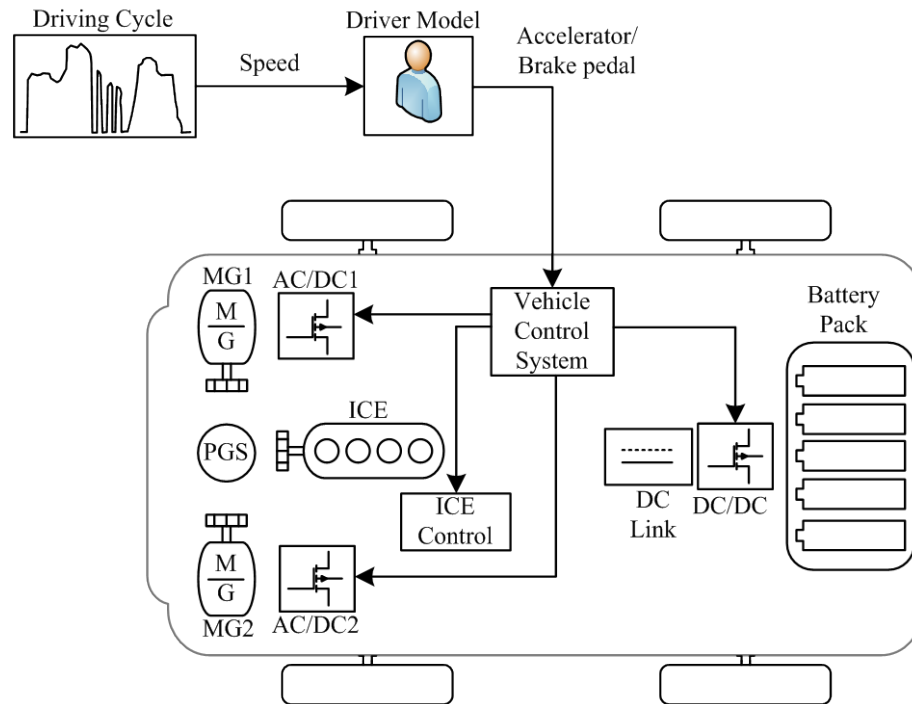 Driving Cycle
Speed
Driver Model
Accelerator/
Brake pedal
MG1
AC/DC1
M
G
Vehicle
Control
System
Battery
Pack
ICE
PGS
DC
Link
DC/DC
ICE
Control
M
G
MG2
AC/DC2